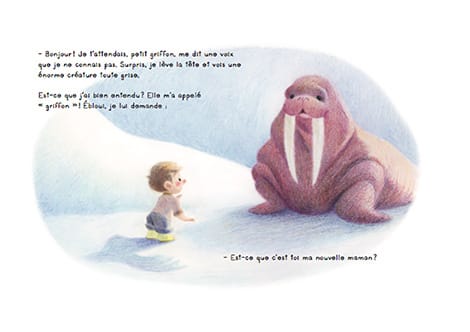 - Bonjour! Je t'attendais, petit griffon, me dit une voix
que je ne connais pas. Surpris, je lève la tête et vois une
énorme créature toute grise.
Est-ce que j'ai bien entendu? Elle m'a appelé
« griffon »! Ébloui, je lui demande :
- Est-ce que c'est toi ma nouvelle maman?